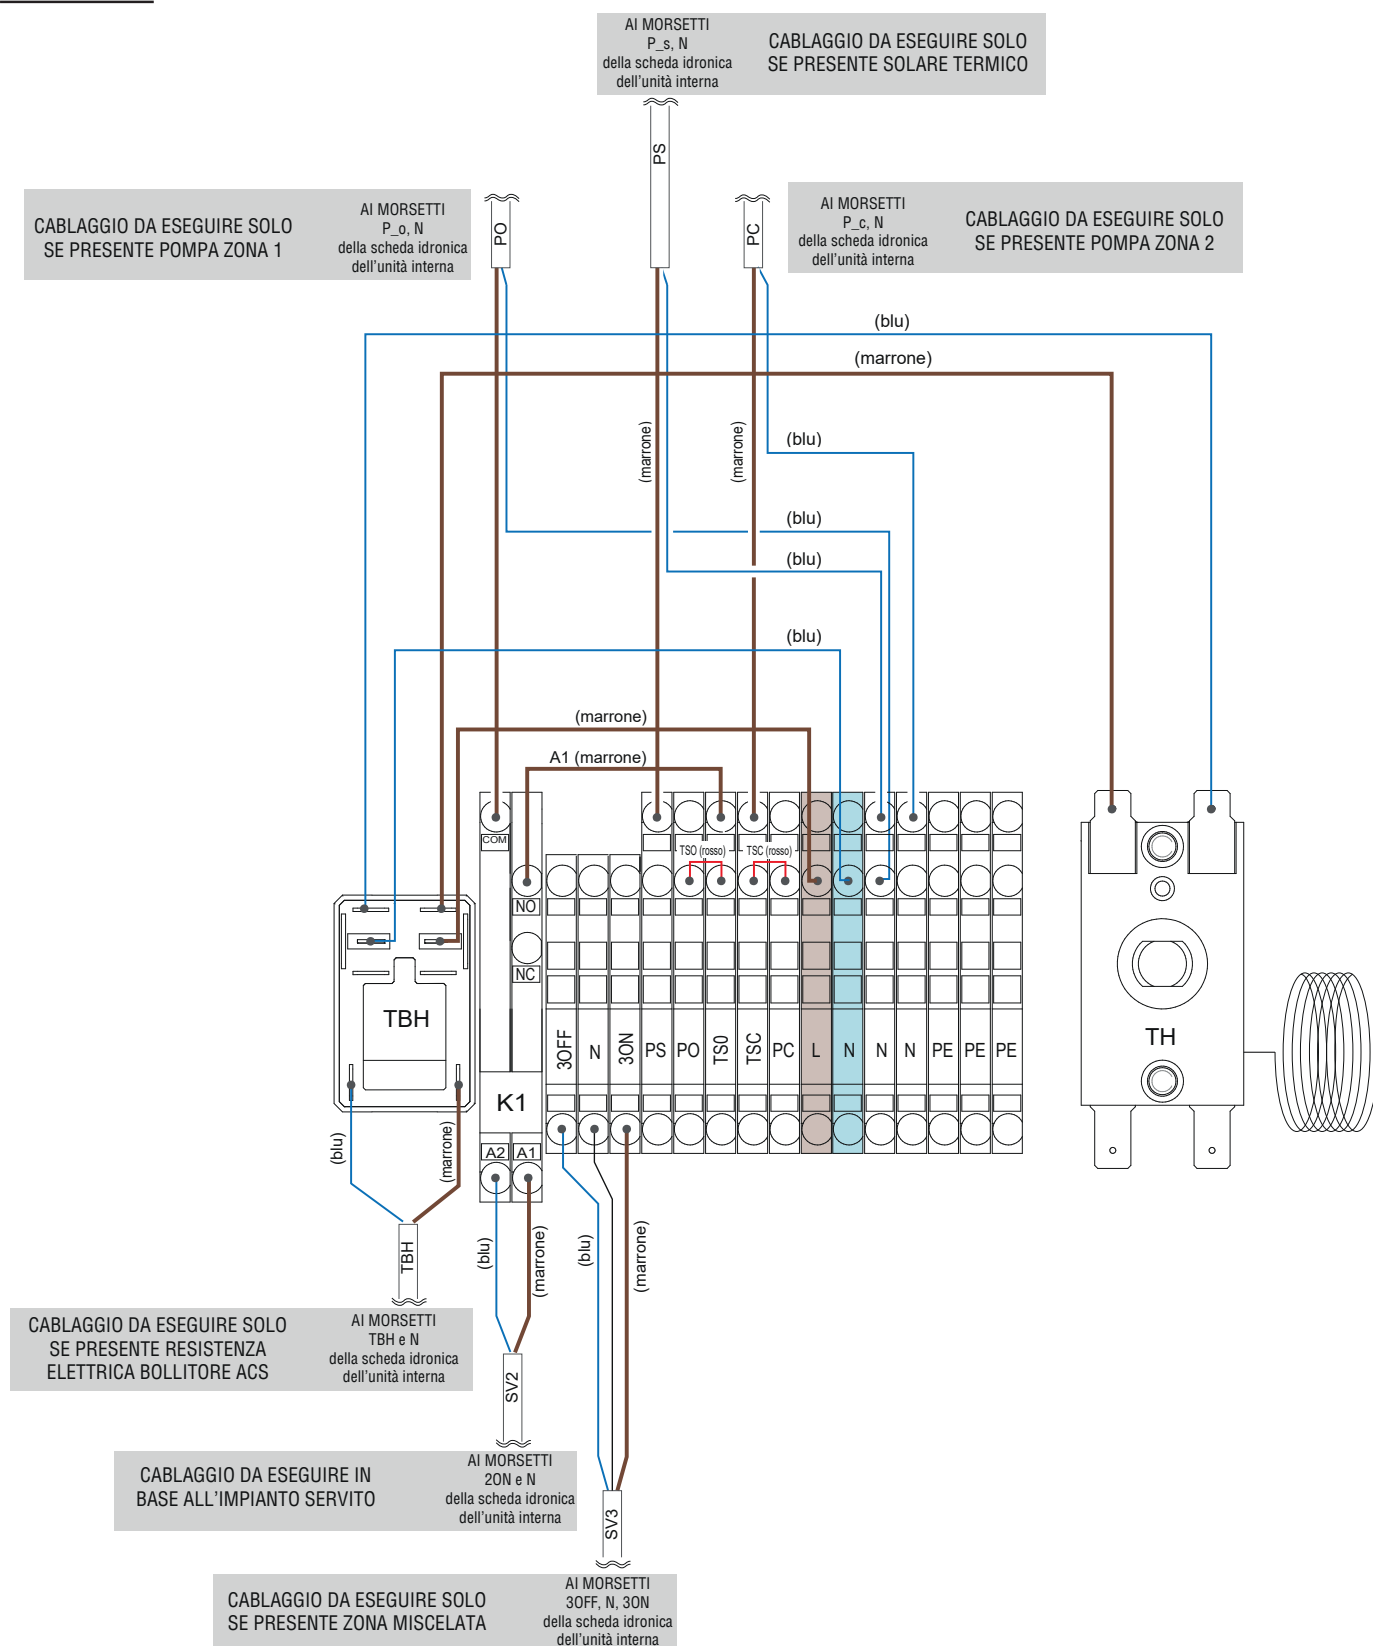 AI MORSETTI
P_s, N
della scheda idronica
dell'unità interna
CABLAGGIO DA ESEGUIRE SOLO
SE PRESENTE SOLARE TERMICO
PS
CABLAGGIO DA ESEGUIRE SOLO
SE PRESENTE POMPA ZONA 1
AI MORSETTI
P_o, N
della scheda idronica
dell'unità interna
PO
PC
AI MORSETTI
P_c, N
della scheda idronica
dell'unità interna
CABLAGGIO DA ESEGUIRE SOLO
SE PRESENTE POMPA ZONA 2
(blu)
(marrone)
(marrone)
(marrone)
(blu)
(blu)
(blu)
(blu)
(marrone)
A1 (marrone)
COM
TSO (rosso)
TSC (rosso)
NO
NC
TBH
3OFF
N
3ON
PS
PO
TS0
TSC
PC
L
N
N
N
PE
PE
PE
TH
K1
A2
A1
(blu)
(marrone)
(blu)
(marrone)
(blu)
(marrone)
TBH
CABLAGGIO DA ESEGUIRE SOLO
SE PRESENTE RESISTENZA
ELETTRICA BOLLITORE ACS
AI MORSETTI
TBH e N
della scheda idronica
dell'unità interna
SV2
CABLAGGIO DA ESEGUIRE IN
BASE ALL'IMPIANTO SERVITO
AI MORSETTI
2ON e N
della scheda idronica
dell'unità interna
SV3
CABLAGGIO DA ESEGUIRE SOLO
SE PRESENTE ZONA MISCELATA
AI MORSETTI
3OFF, N, 3ON
della scheda idronica
dell'unità interna